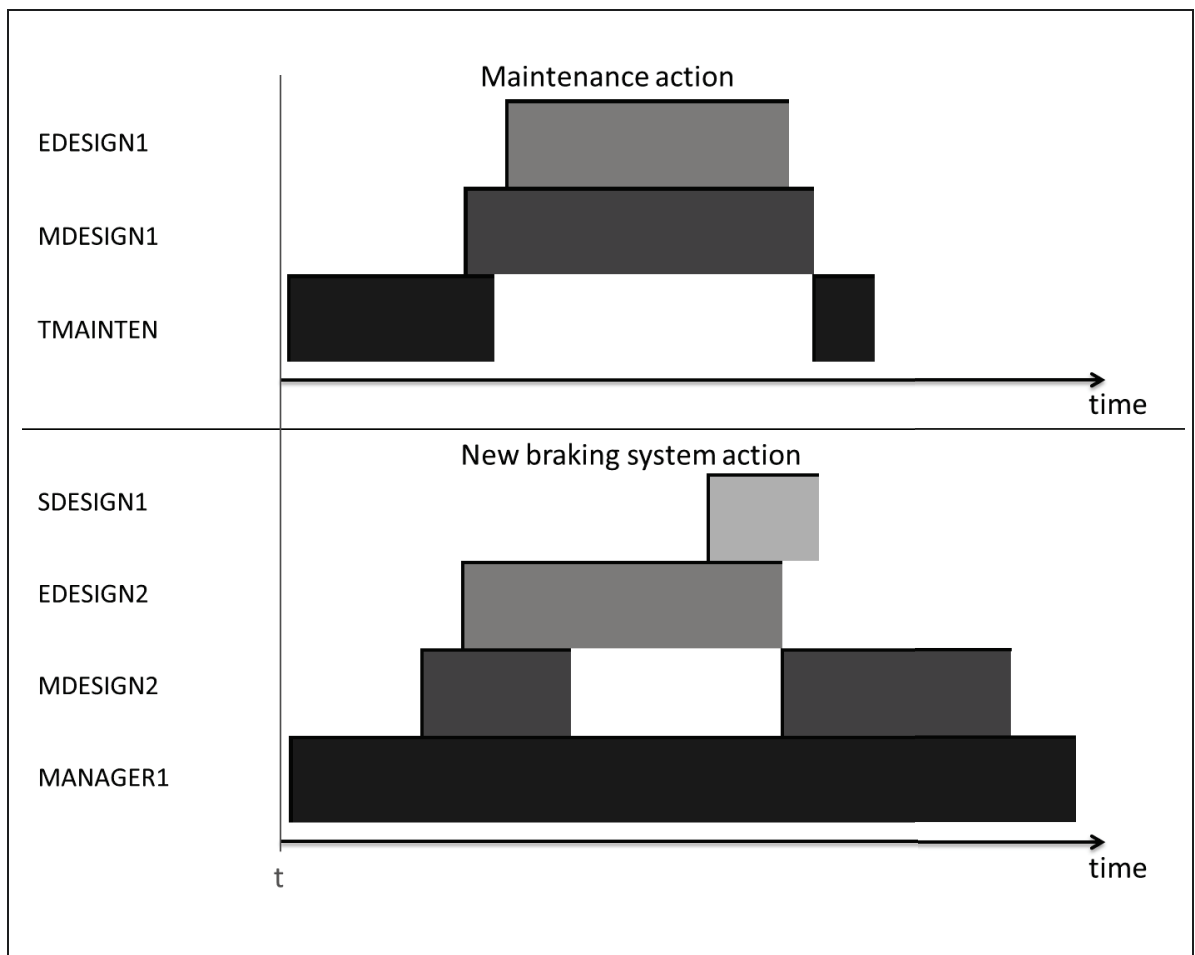 Maintenance action
EDESIGN1
MDESIGN1
TMAINTEN
time
New braking system action
SDESIGN1
EDESIGN2
MDESIGN2
MANAGER1
time
t